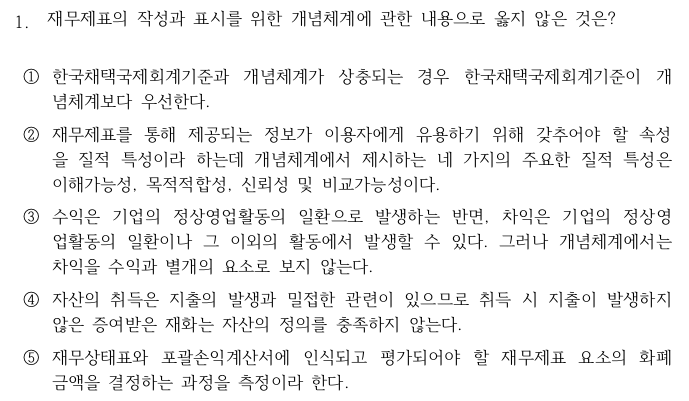 1. 재무제표의 작성과 표시를 위한 개념체계에 관한 내용으로 옳지 않은 것은?
① 한국채택국제회계기준과 개념체계가 상충되는 경우 한국채택국제회계기준이 개
념체계보다 우선한다.
② 재무제표를 통해 제공되는 정보가 이용자에게 유용하기 위해 갖추어야 할 속성
을 질적 특성이라 하는데 개념체계에서 제시하는 네 가지의 주요한 질적 특성은
이해가능성, 목적적합성, 신뢰성 및 비교가능성이다.
③ 수익은 기업의 정상영업활동의 일환으로 발생하는 반면, 차익은 기업의 정상영
업활동의 일환이나 그 이외의 활동에서 발생할 수 있다. 그러나 개념체계에서는
차익을 수익과 별개의 요소로 보지 않는다.
④ 자산의 취득은 지출의 발생과 밀접한 관련이 있으므로 취득 시 지출이 발생하지
않은 증여받은 재화는 자산의 정의를 충족하지 않는다.
⑤ 재무상태표와 포괄손익계산서에 인식되고 평가되어야 할 재무제표 요소의 화폐
금액을 결정하는 과정을 측정이라 한다.